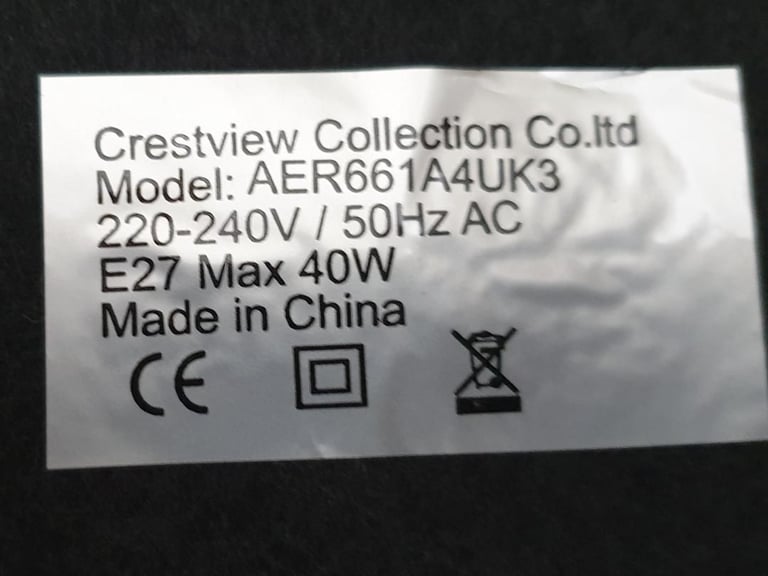 Crestview Collection Co.ltd
Model: AER661A4UK3
220-240V / 50Hz AC
E27 Max 40W
Made in China
CE